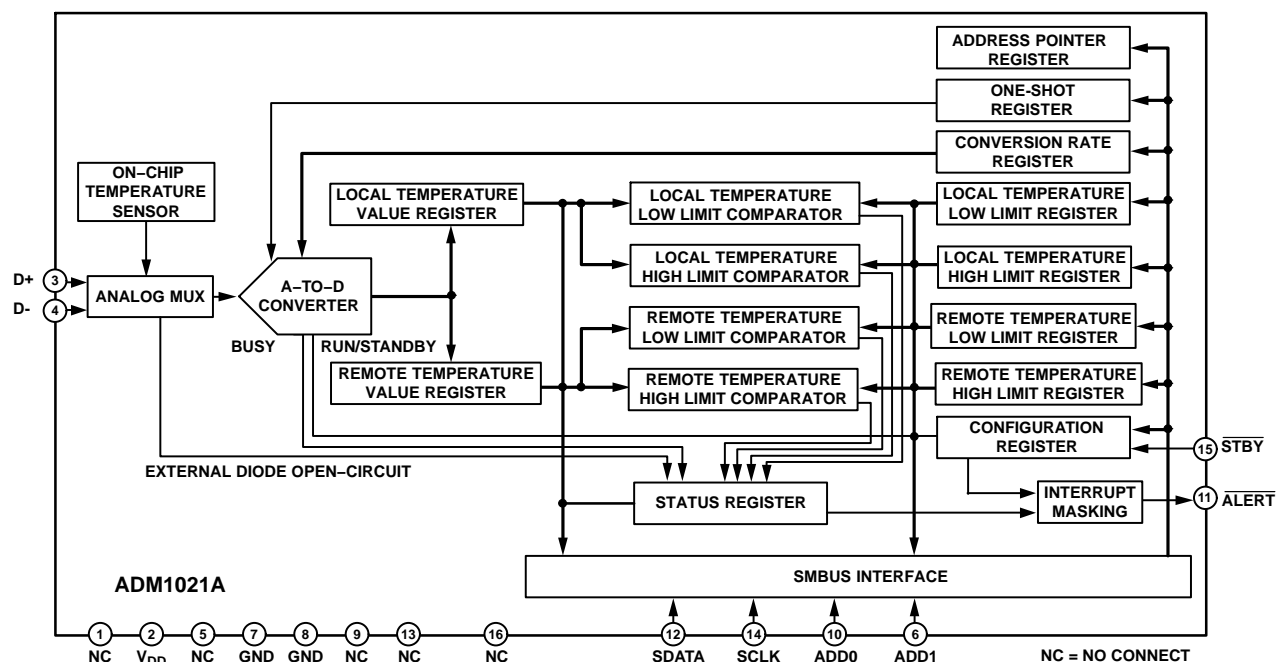 ADDRESS POINTER
REGISTER
ONE-SHOT
REGISTER
CONVERSION RATE
REGISTER
ON–CHIP
TEMPERATURE
SENSOR
LOCAL TEMPERATURE
VALUE REGISTER
LOCAL TEMPERATURE
LOW LIMIT COMPARATOR
LOCAL TEMPERATURE
LOW LIMIT REGISTER
LOCAL TEMPERATURE
HIGH LIMIT COMPARATOR
LOCAL TEMPERATURE
HIGH LIMIT REGISTER
D+
3
D-
4
ANALOG MUX
A–TO–D
CONVERTER
BUSY
RUN/STANDBY
REMOTE TEMPERATURE
LOW LIMIT COMPARATOR
REMOTE TEMPERATURE
LOW LIMIT REGISTER
REMOTE TEMPERATURE
VALUE REGISTER
REMOTE TEMPERATURE
HIGH LIMIT COMPARATOR
REMOTE TEMPERATURE
HIGH LIMIT REGISTER
CONFIGURATION
REGISTER
15
STBY
EXTERNAL DIODE OPEN–CIRCUIT
STATUS REGISTER
INTERRUPT
MASKING
11
ALERT
SMBUS INTERFACE
ADM1021A
1 2 5 7 8 9 13 16 12 14 10 6
NC VDD NC GND GND NC NC NC SDATA SCLK ADD0 ADD1
NC = NO CONNECT